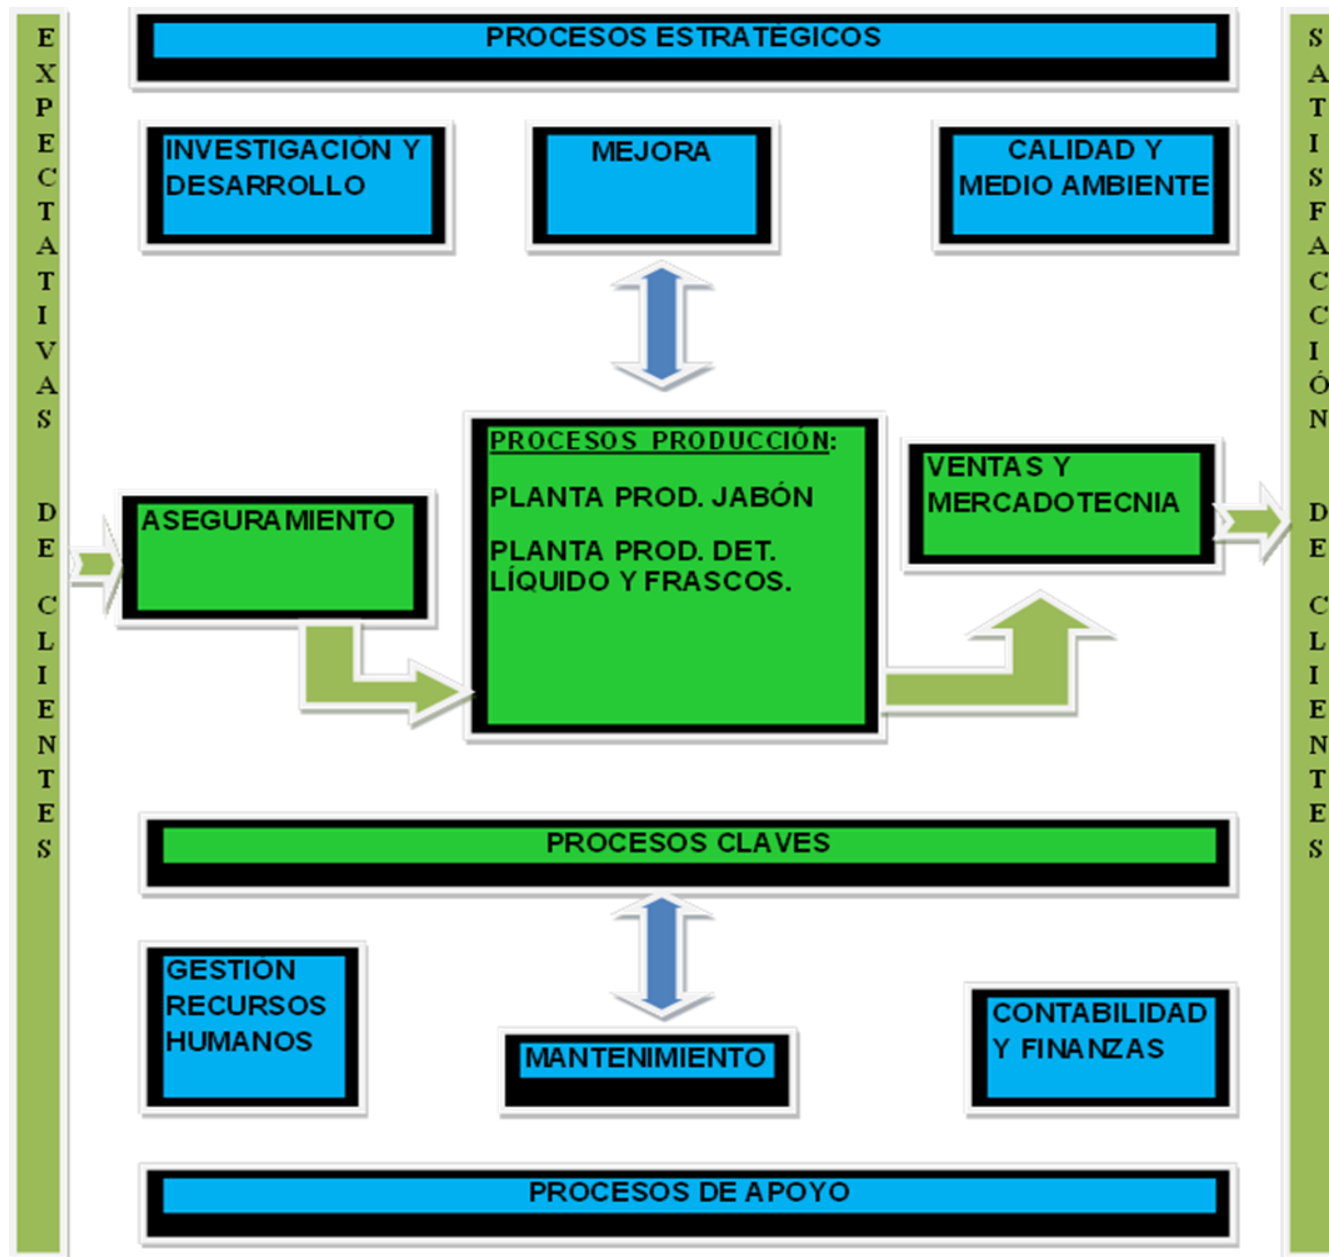 EXPECTATIVAS DE CLIENTES
PROCESOS ESTRATÉGICOS
INVESTIGACIÓN Y
DESARROLLO
MEJORA
CALIDAD Y
MEDIO AMBIENTE
PROCESOS PRODUCCIÓN:
PLANTA PROD. JABÓN
PLANTA PROD. DET.
LÍQUIDO Y FRASCOS.
ASEGURAMIENTO
VENTAS Y
MERCADOTECNIA
PROCESOS CLAVES
GESTIÓN
RECURSOS
HUMANOS
MANTENIMIENTO
CONTABILIDAD
Y FINANZAS
PROCESOS DE APOYO
SATISFACCIÓN DE CLIENTES